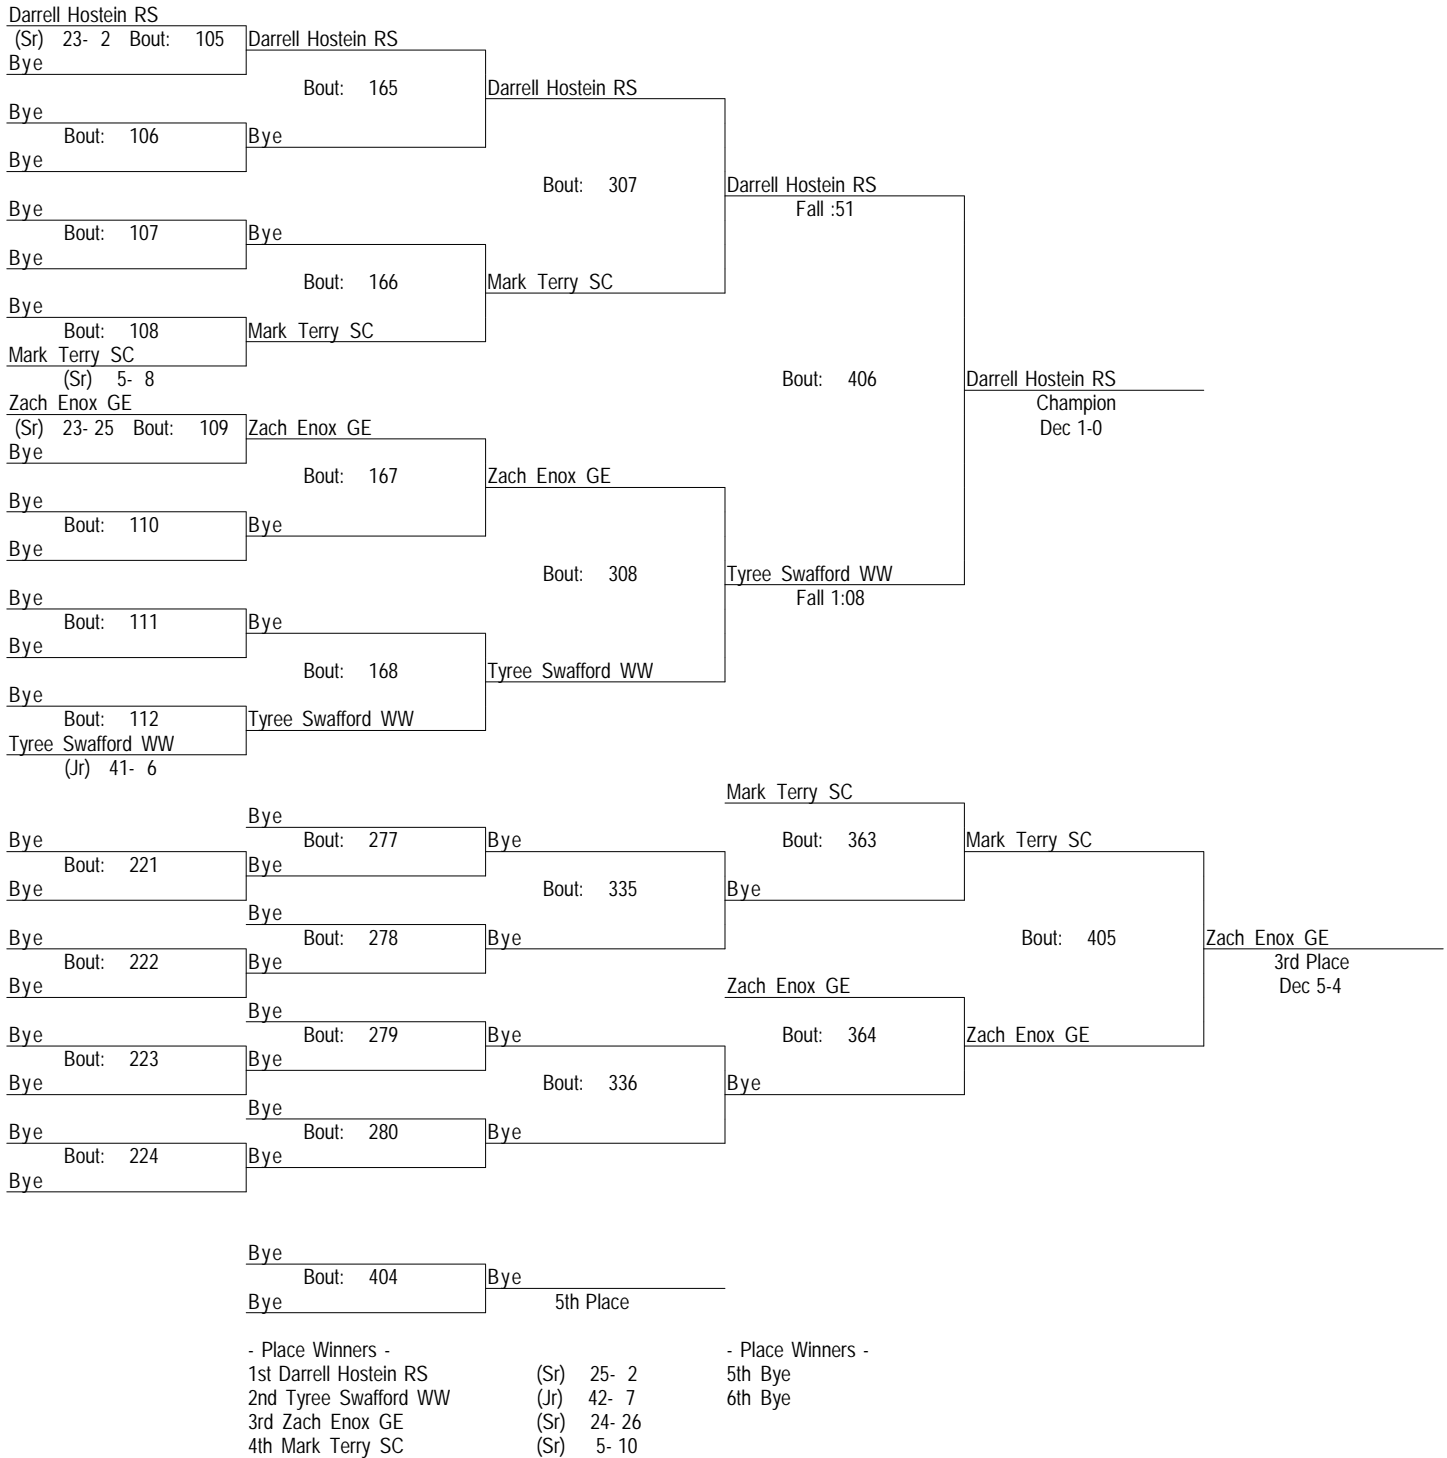 Darrell Hostein RS
(Sr) 23- 2 Bout: 105 Darrell Hostein RS
Bye
Bout: 165 Darrell Hostein RS
Bye
Bout: 106 Bye
Bye
Bout: 307 Darrell Hostein RS
Fall :51
Bye
Bout: 107 Bye
Bye
Bout: 166 Mark Terry SC
Bye
Bout: 108 Mark Terry SC
Mark Terry SC
(Sr) 5- 8
Bout: 406 Darrell Hostein RS
Champion
Dec 1-0
Zach Enox GE
(Sr) 23- 25 Bout: 109 Zach Enox GE
Bye
Bout: 167 Zach Enox GE
Bye
Bout: 110 Bye
Bye
Bout: 308 Tyree Swafford WW
Fall 1:08
Bye
Bout: 111 Bye
Bye
Bout: 168 Tyree Swafford WW
Bye
Bout: 112 Tyree Swafford WW
Tyree Swafford WW
(Jr) 41- 6
Mark Terry SC
Bye
Bye Bout: 277 Bye Bout: 363 Mark Terry SC
Bout: 221 Bye
Bye Bout: 335 Bye
Bye
Bye Bout: 278 Bye Bout: 405 Zach Enox GE
Bout: 222 Bye 3rd Place
Bye Zach Enox GE Dec 5-4
Bye
Bye Bout: 279 Bye Bout: 364 Zach Enox GE
Bout: 223 Bye
Bye Bout: 336 Bye
Bye
Bye Bout: 280 Bye
Bout: 224 Bye
Bye
Bye
Bout: 404 Bye
Bye 5th Place
- Place Winners - - Place Winners -
1st Darrell Hostein RS (Sr) 25- 2 5th Bye
2nd Tyree Swafford WW (Jr) 42- 7 6th Bye
3rd Zach Enox GE (Sr) 24- 26
4th Mark Terry SC (Sr) 5- 10